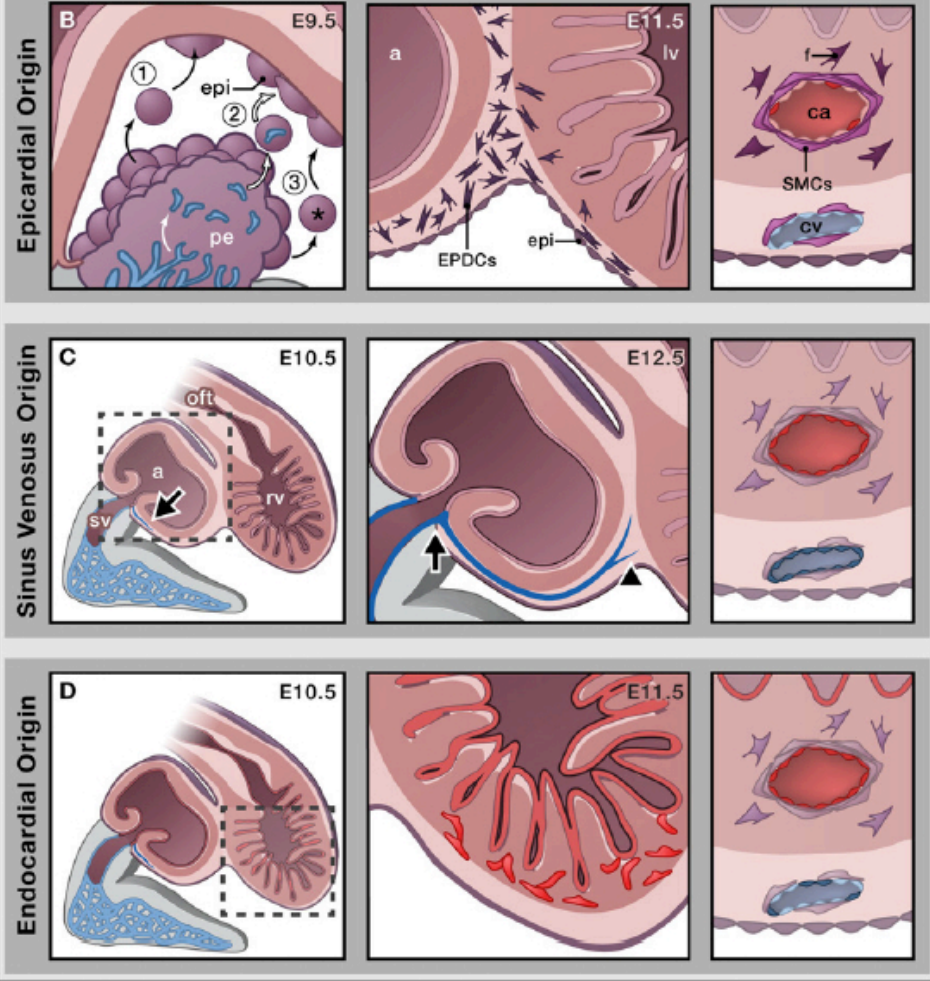 Epicardial Origin
B
E9.5
1
epi
2
3
*
pe
E11.5
a
lv
EPDCs
epi
f
ca
SMCs
cv
Sinus Venosus Origin
C
E10.5
oft
a
rv
sv
E12.5
Endocardial Origin
D
E10.5
E11.5